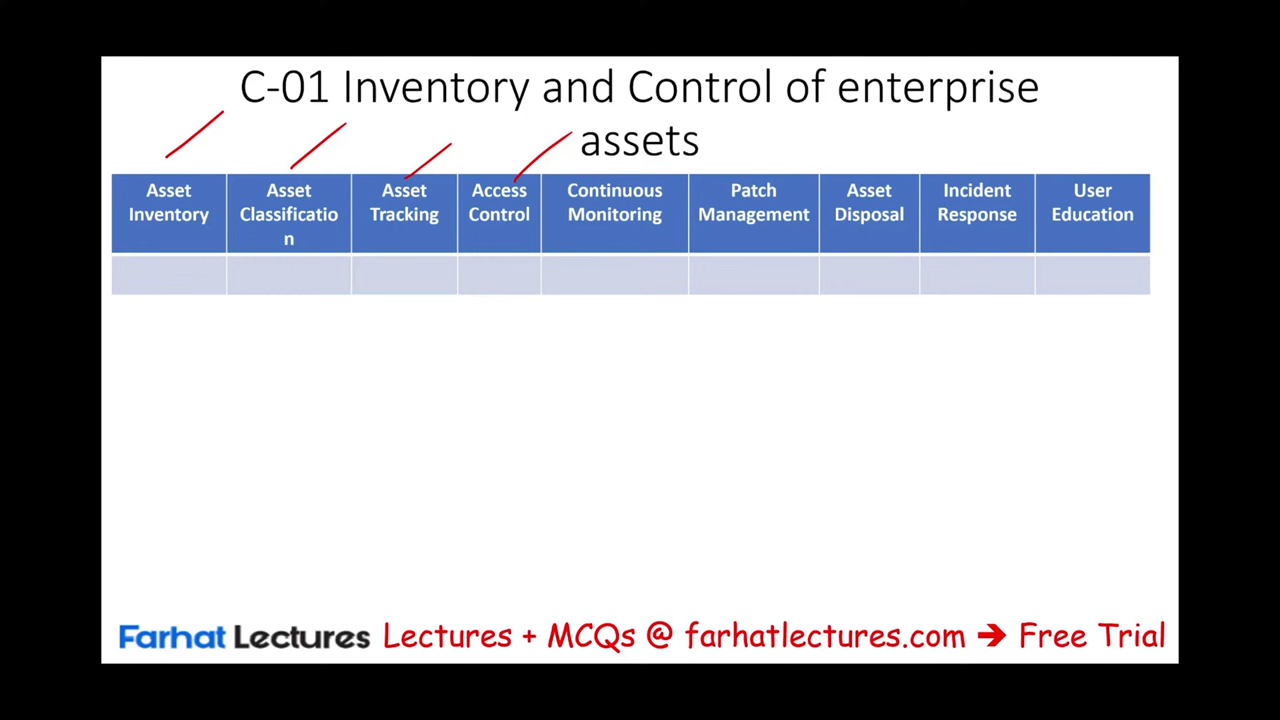 C-01 Inventory and Control of enterprise
assets
Asset
Inventory
Asset
Classificatio
n
Asset
Tracking
Access
Control
Continuous
Monitoring
Patch
Management
Asset
Disposal
Incident
Response
User
Education
Farhat Lectures Lectures + MCQs @ farhatlectures.com → Free Trial